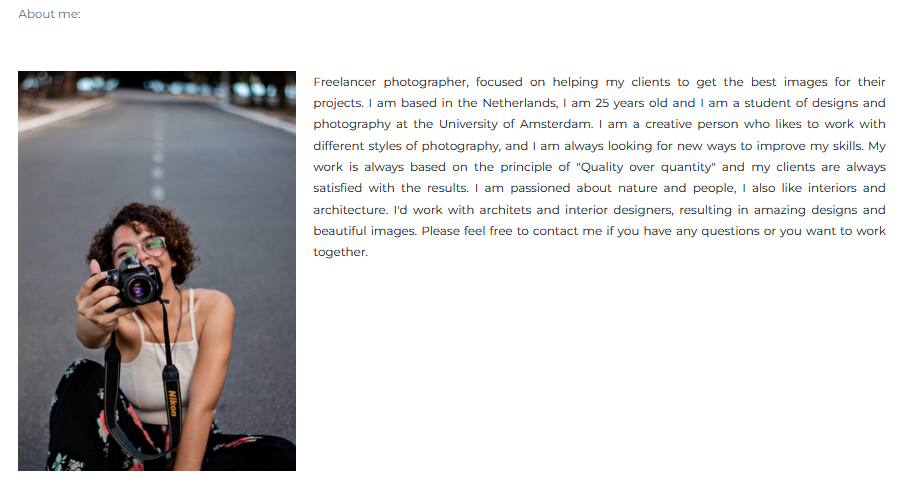 About me:
Freelancer photographer, focused on helping my clients to get the best images for their
projects. I am based in the Netherlands, I am 25 years old and I am a student of designs and
photography at the University of Amsterdam. I am a creative person who likes to work with
different styles of photography, and I am always looking for new ways to improve my skills. My
work is always based on the principle of "Quality over quantity" and my clients are always
satisfied with the results. I am passioned about nature and people, I also like interiors and
architecture. I'd work with architets and interior designers, resulting in amazing designs and
beautiful images. Please feel free to contact me if you have any questions or you want to work
together.
Nikon